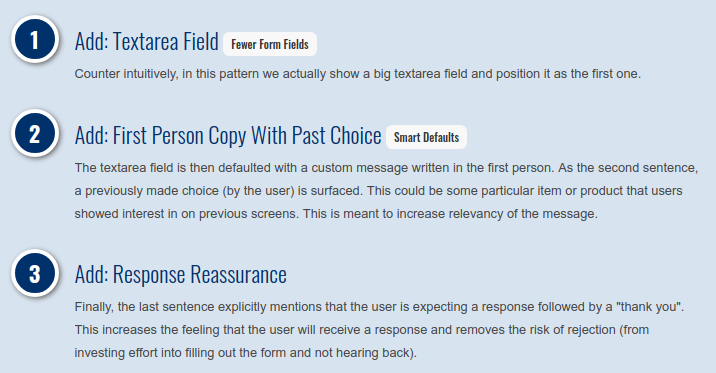 1 Add: Textarea Field Fewer Form Fields
Counter intuitively, in this pattern we actually show a big textarea field and position it as the first one.
2 Add: First Person Copy With Past Choice Smart Defaults
The textarea field is then defaulted with a custom message written in the first person. As the second sentence,
a previously made choice (by the user) is surfaced. This could be some particular item or product that users
showed interest in on previous screens. This is meant to increase relevancy of the message.
3 Add: Response Reassurance
Finally, the last sentence explicitly mentions that the user is expecting a response followed by a "thank you".
This increases the feeling that the user will receive a response and removes the risk of rejection (from
investing effort into filling out the form and not hearing back).